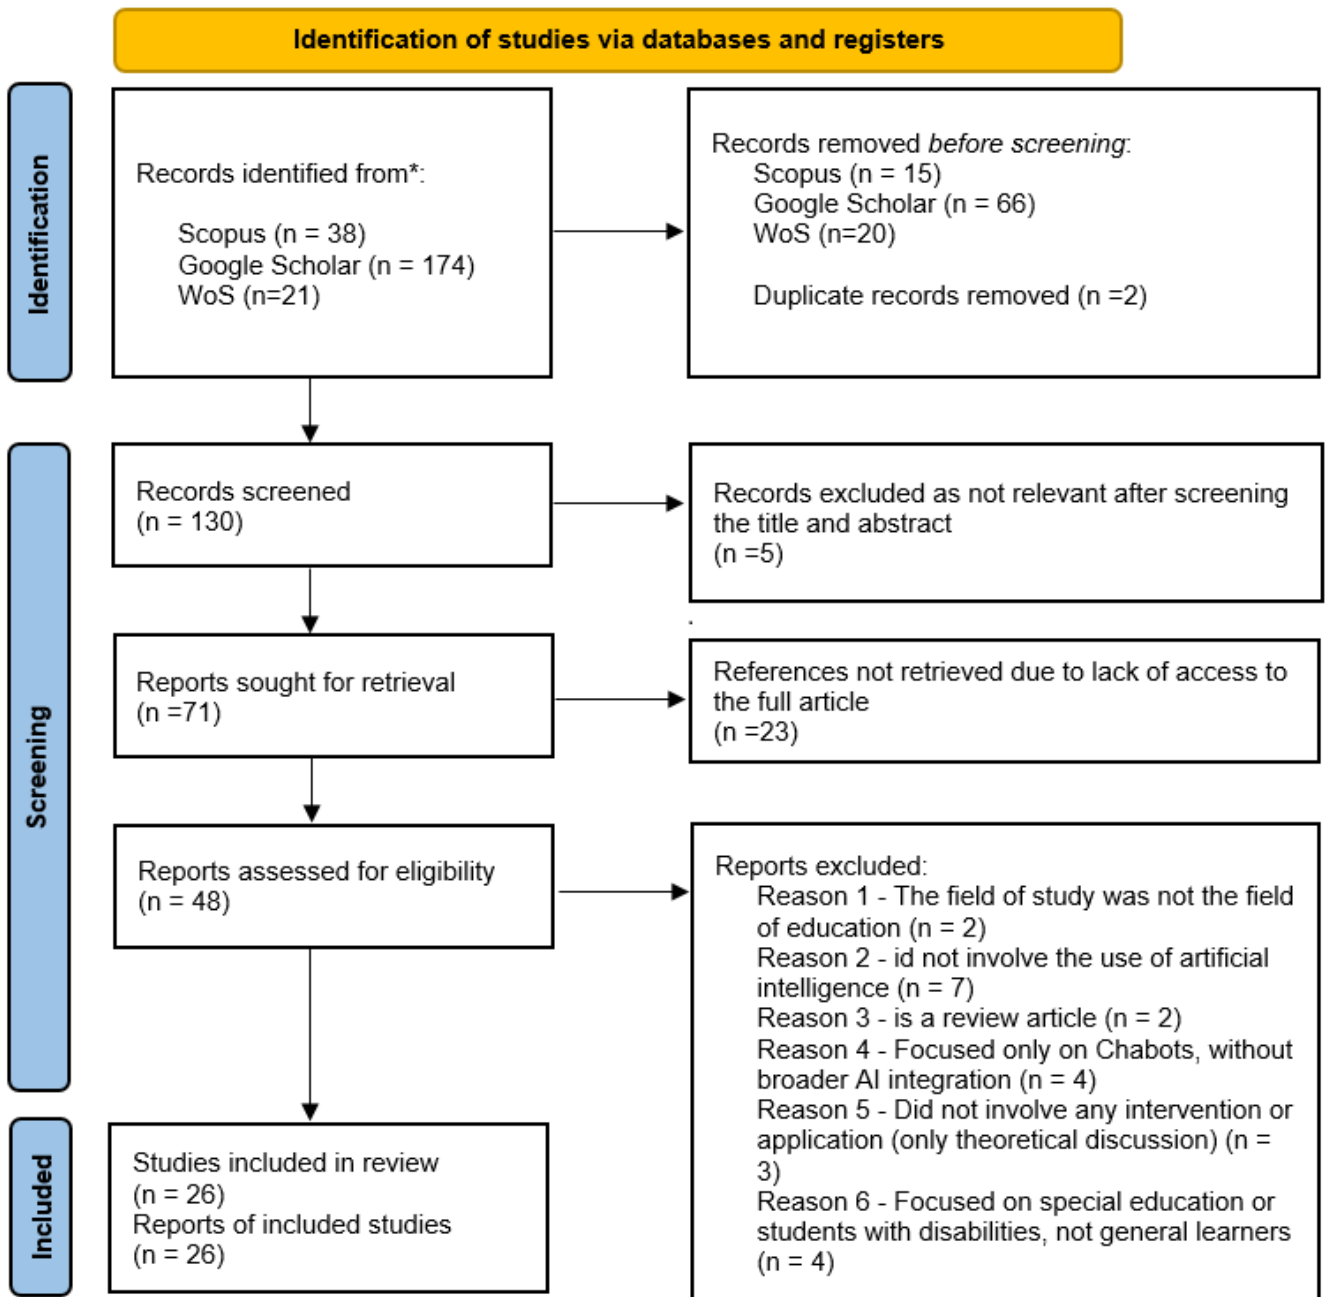 Identification of studies via databases and registers
Identification
Records identified from*:
Scopus (n = 38)
Google Scholar (n = 174)
WoS (n=21)
Records removed before screening:
Scopus (n = 15)
Google Scholar (n = 66)
WoS (n=20)
Duplicate records removed (n =2)
Screening
Records screened
(n = 130)
Records excluded as not relevant after screening
the title and abstract
(n =5)
.
Reports sought for retrieval
(n =71)
References not retrieved due to lack of access to
the full article
(n =23)
Reports assessed for eligibility
(n = 48)
Reports excluded:
Reason 1 - The field of study was not the field
of education (n = 2)
Reason 2 - id not involve the use of artificial
intelligence (n = 7)
Reason 3 - is a review article (n = 2)
Reason 4 - Focused only on Chabots, without
broader AI integration (n = 4)
Reason 5 - Did not involve any intervention or
application (only theoretical discussion) (n =
3)
Reason 6 - Focused on special education or
students with disabilities, not general learners
(n = 4)
Included
Studies included in review
(n = 26)
Reports of included studies
(n = 26)